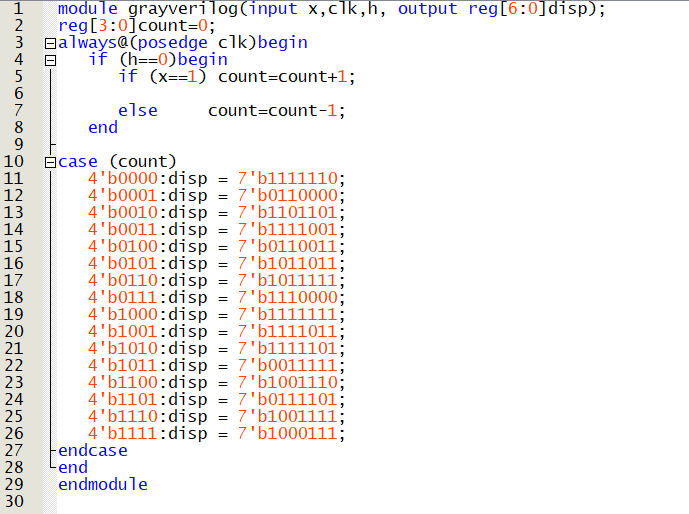 1 module grayverilog(input x,clk,h, output reg[6:0]disp);
2 reg[3:0]count=0;
3 always@(posedge clk)begin
4 if (h==0)begin
5 if (x==1) count=count+1;
6
7 else count=count-1;
8 end
9
10 case (count)
11 4'b0000:disp = 7'b1111110;
12 4'b0001:disp = 7'b0110000;
13 4'b0010:disp = 7'b1101101;
14 4'b0011:disp = 7'b1111001;
15 4'b0100:disp = 7'b0110011;
16 4'b0101:disp = 7'b1011011;
17 4'b0110:disp = 7'b1011111;
18 4'b0111:disp = 7'b1110000;
19 4'b1000:disp = 7'b1111111;
20 4'b1001:disp = 7'b1111011;
21 4'b1010:disp = 7'b1111101;
22 4'b1011:disp = 7'b0011111;
23 4'b1100:disp = 7'b1001110;
24 4'b1101:disp = 7'b0111101;
25 4'b1110:disp = 7'b1001111;
26 4'b1111:disp = 7'b1000111;
27 endcase
28 end
29 endmodule
30